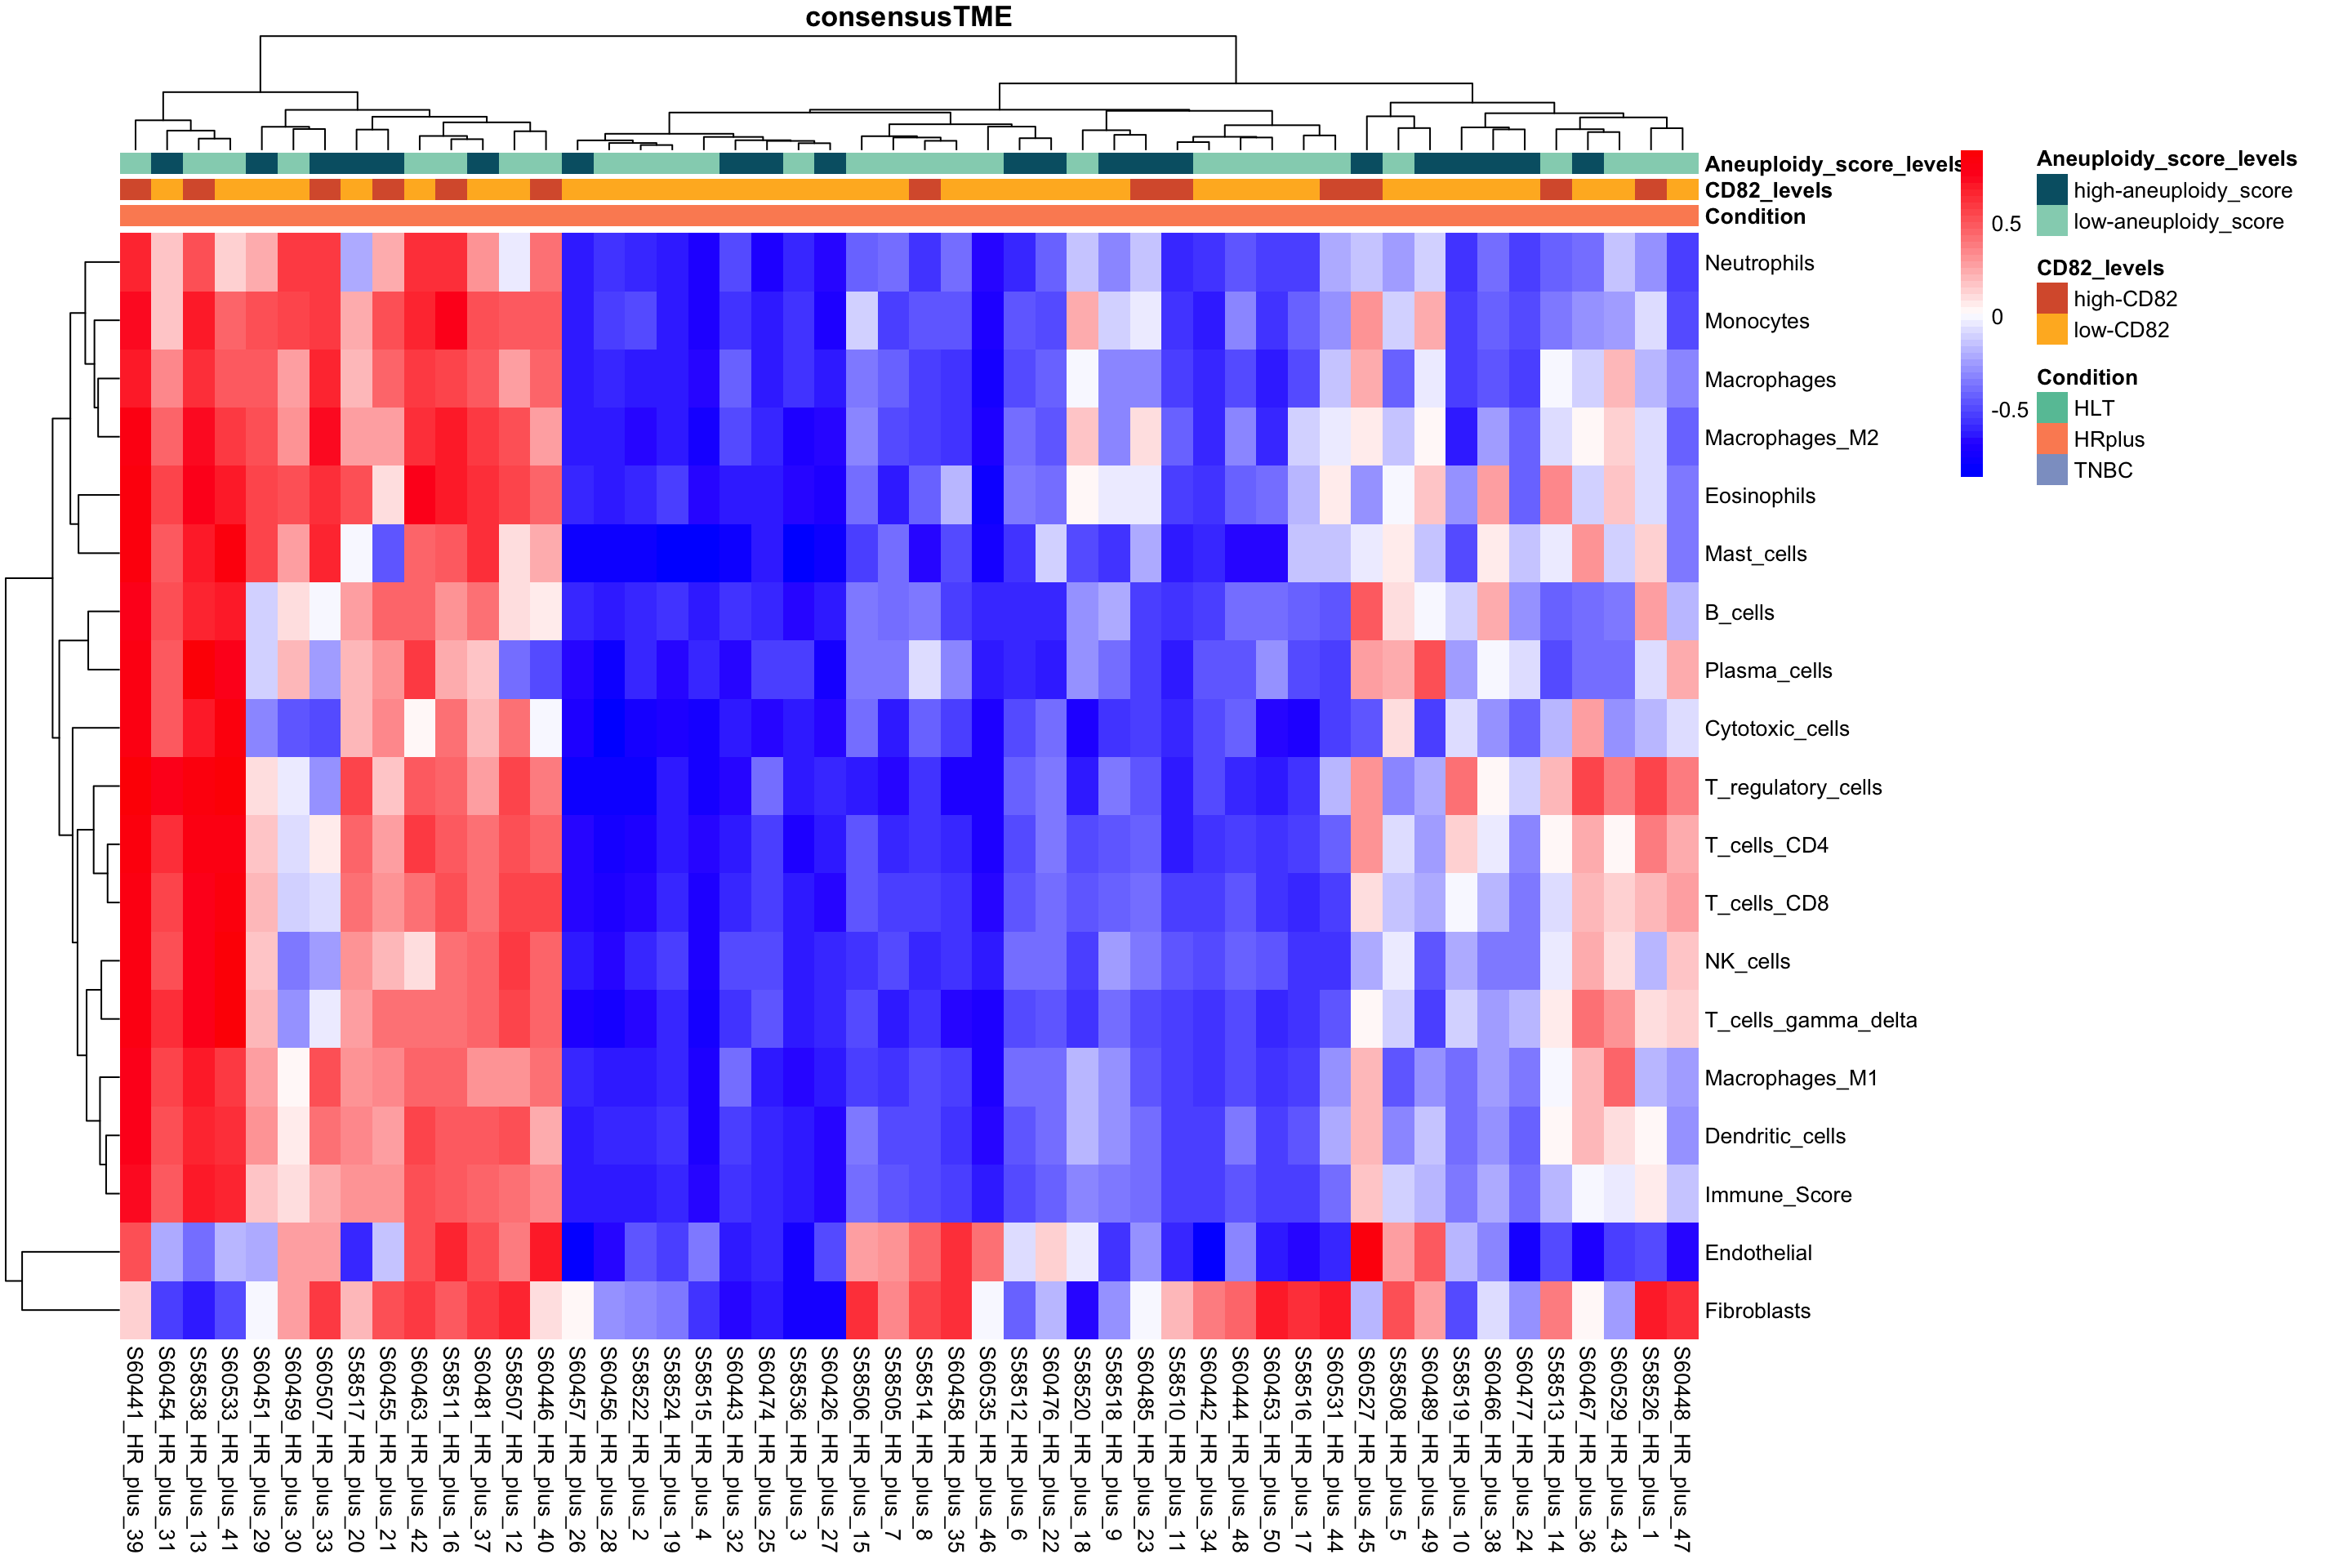 consensusTME
Aneuploidy_score_levels
CD82_levels
Condition
Neutrophils
Monocytes
Macrophages
Macrophages_M2
Eosinophils
Mast_cells
B_cells
Plasma_cells
Cytotoxic_cells
T_regulatory_cells
T_cells_CD4
T_cells_CD8
NK_cells
T_cells_gamma_delta
Macrophages_M1
Dendritic_cells
Immune_Score
Endothelial
Fibroblasts
S60441_HR_plus_39
S60454_HR_plus_31
S58538_HR_plus_13
S60533_HR_plus_41
S60451_HR_plus_29
S60459_HR_plus_30
S60507_HR_plus_33
S58517_HR_plus_20
S60455_HR_plus_21
S60463_HR_plus_42
S58511_HR_plus_16
S60481_HR_plus_37
S58507_HR_plus_12
S60446_HR_plus_40
S60457_HR_plus_26
S60456_HR_plus_28
S58522_HR_plus_2
S58524_HR_plus_19
S58515_HR_plus_4
S60443_HR_plus_32
S60474_HR_plus_25
S58536_HR_plus_3
S60426_HR_plus_27
S58506_HR_plus_15
S58505_HR_plus_7
S58514_HR_plus_8
S60458_HR_plus_35
S60535_HR_plus_46
S58512_HR_plus_6
S60476_HR_plus_22
S58520_HR_plus_18
S58518_HR_plus_9
S60485_HR_plus_23
S58510_HR_plus_11
S60442_HR_plus_34
S60444_HR_plus_48
S60453_HR_plus_50
S58516_HR_plus_17
S60531_HR_plus_44
S60527_HR_plus_45
S58508_HR_plus_5
S60489_HR_plus_49
S58519_HR_plus_10
S60466_HR_plus_38
S60477_HR_plus_24
S58513_HR_plus_14
S60467_HR_plus_36
S60529_HR_plus_43
S58526_HR_plus_1
S60448_HR_plus_47
0.5
0
-0.5
Aneuploidy_score_levels
high-aneuploidy_score
low-aneuploidy_score
CD82_levels
high-CD82
low-CD82
Condition
HLT
HRplus
TNBC